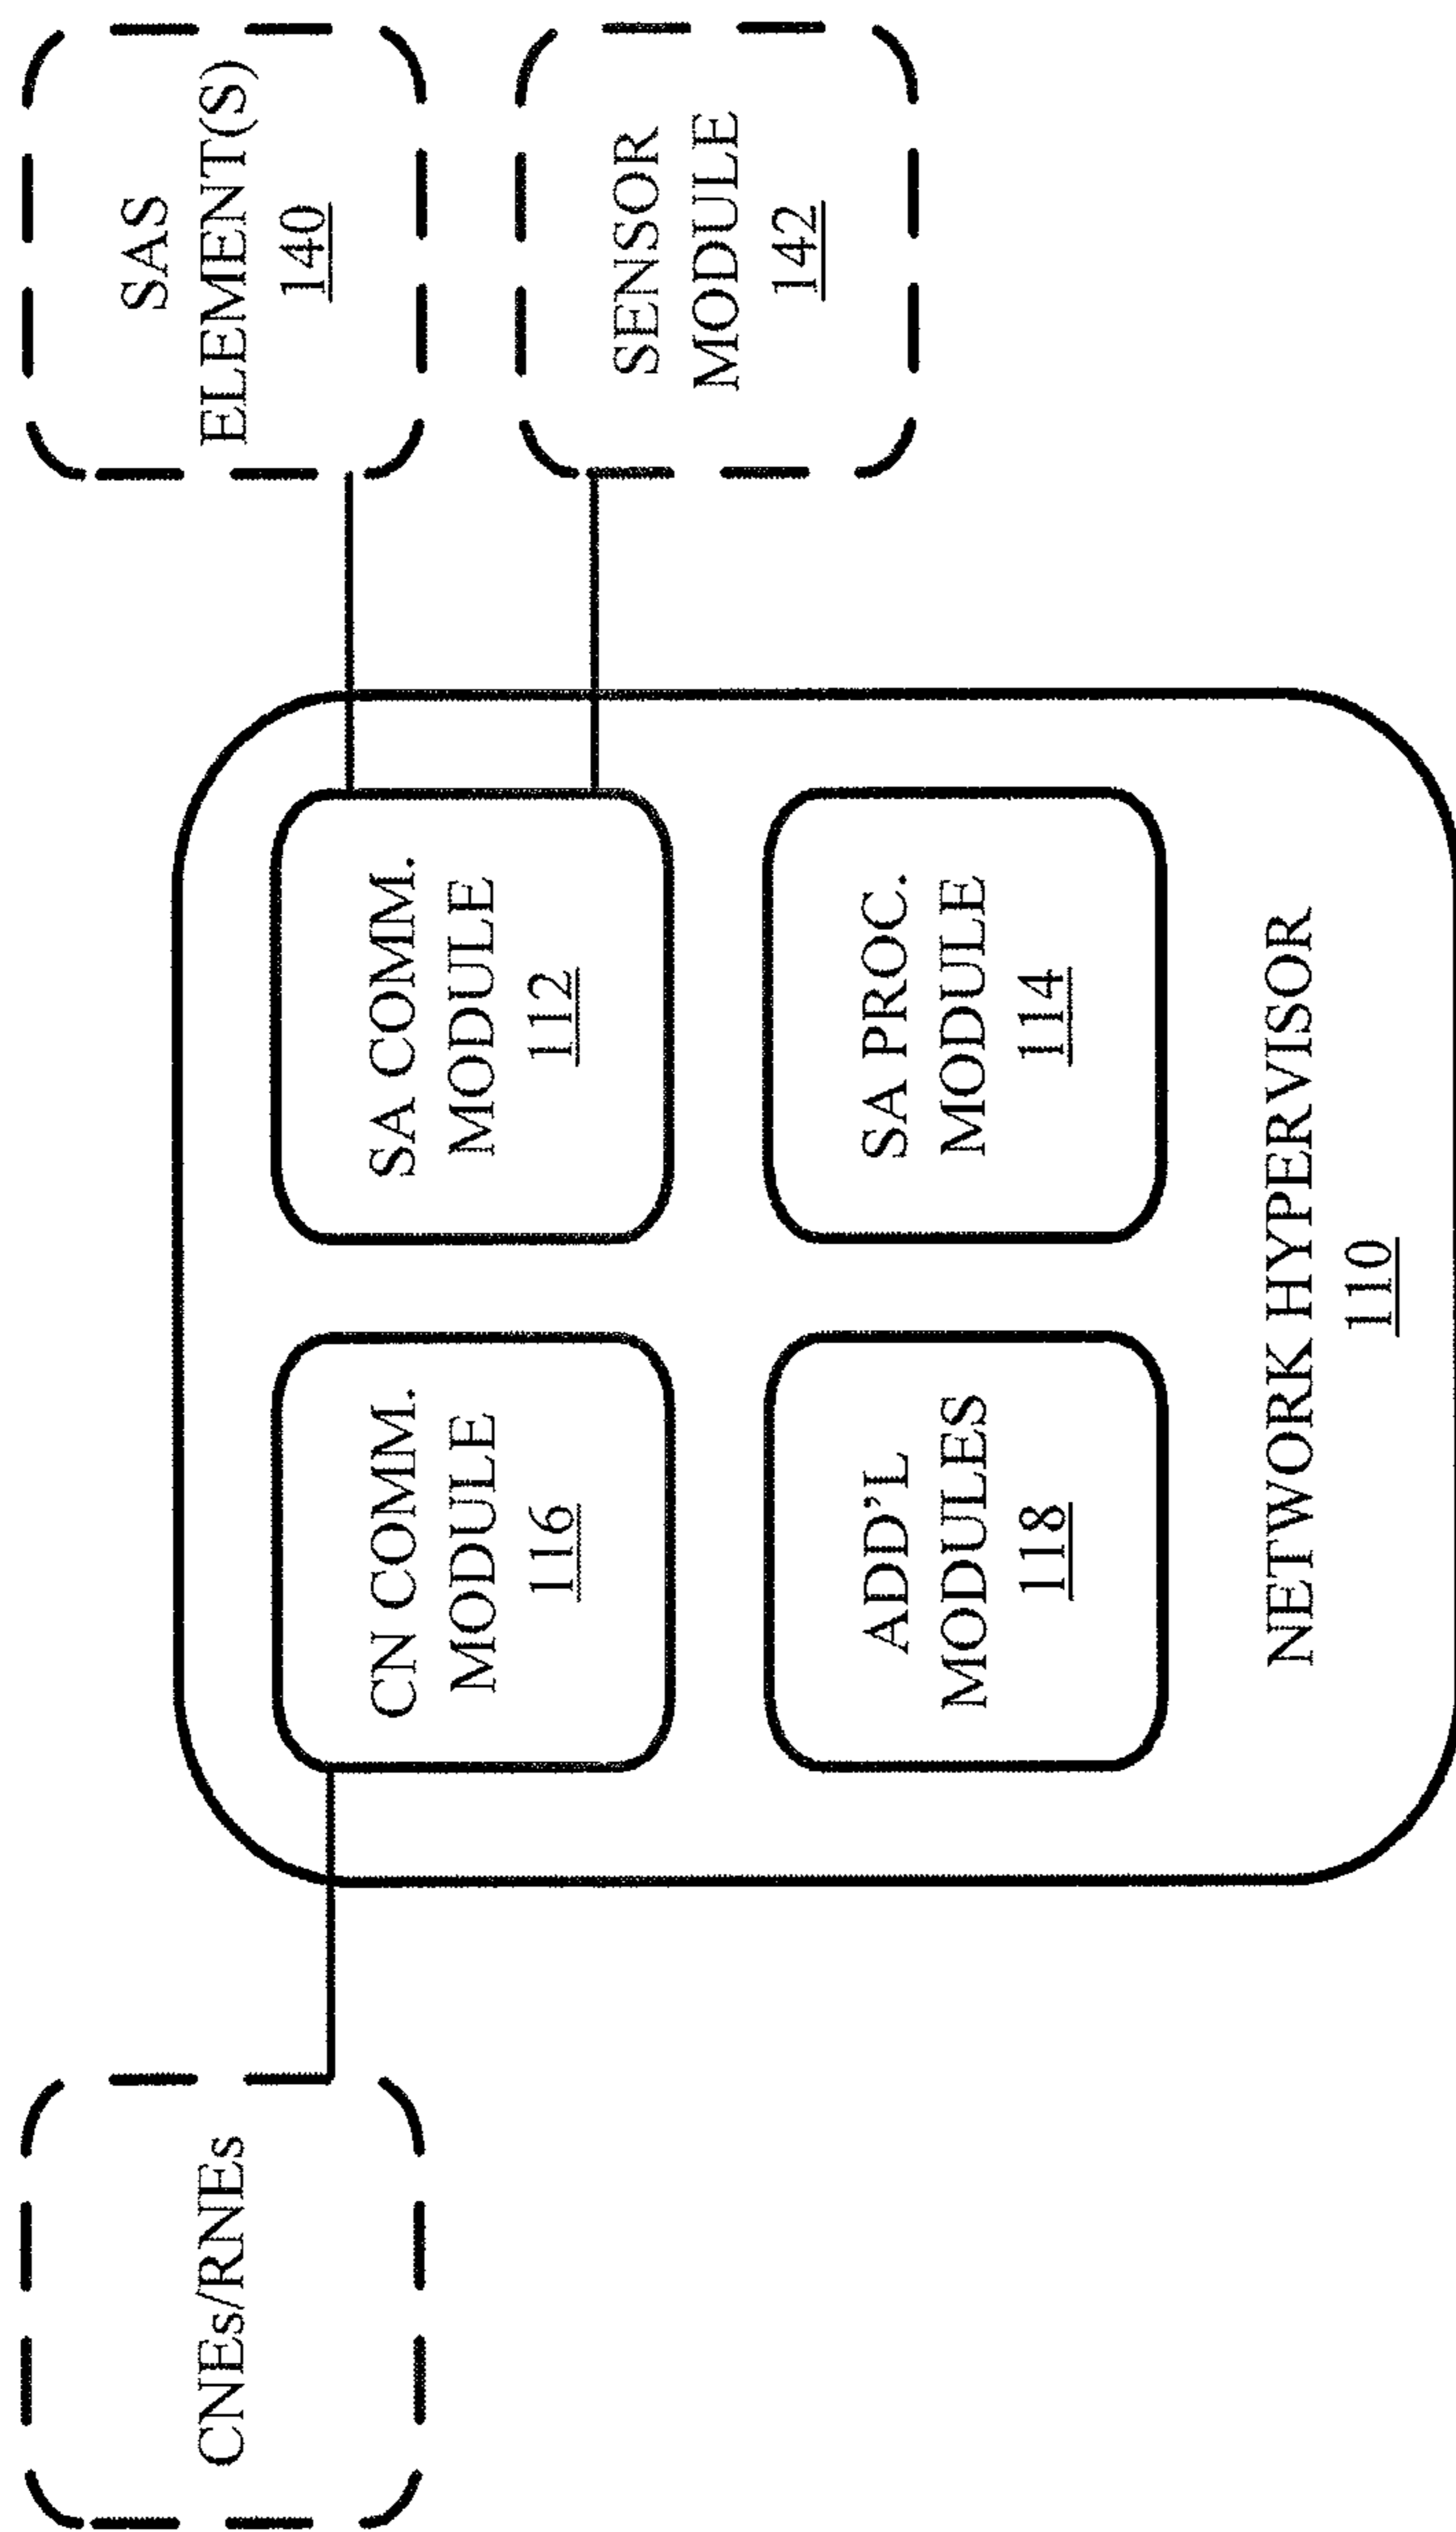 CNEs/RNEs
CN COMM.
MODULE
116
SA COMM.
MODULE
112
ADD'L
MODULES
118
SA PROC.
MODULE
114
NETWORK HYPERVISOR
110
SAS
ELEMENT(S)
140
SENSOR
MODULE
142